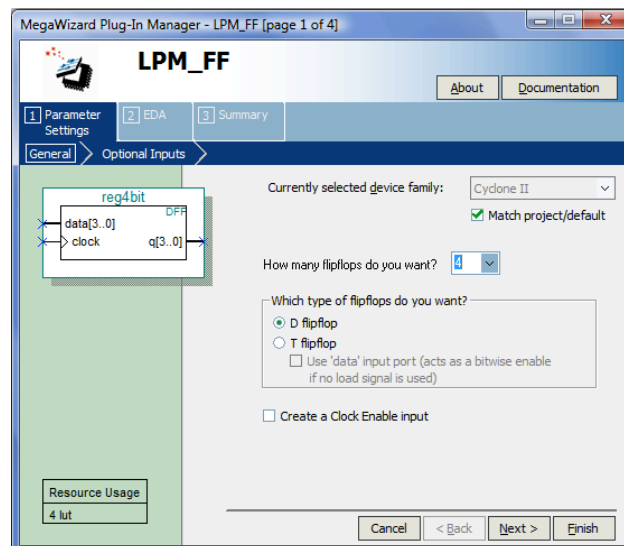 MegaWizard Plug-In Manager - LPM_FF [page 1 of 4]
LPM_FF
About
Documentation
1 Parameter Settings
2 EDA
3 Summary
General
Optional Inputs
reg4bit
DFF
data[3..0]
clock
q[3..0]
Currently selected device family:
Cyclone II
Match project/default
How many flipflops do you want?
4
Which type of flipflops do you want?
D flipflop
T flipflop
Use 'data' input port (acts as a bitwise enable
if no load signal is used)
Create a Clock Enable input
Resource Usage
4 lut
Cancel
< Back
Next >
Finish